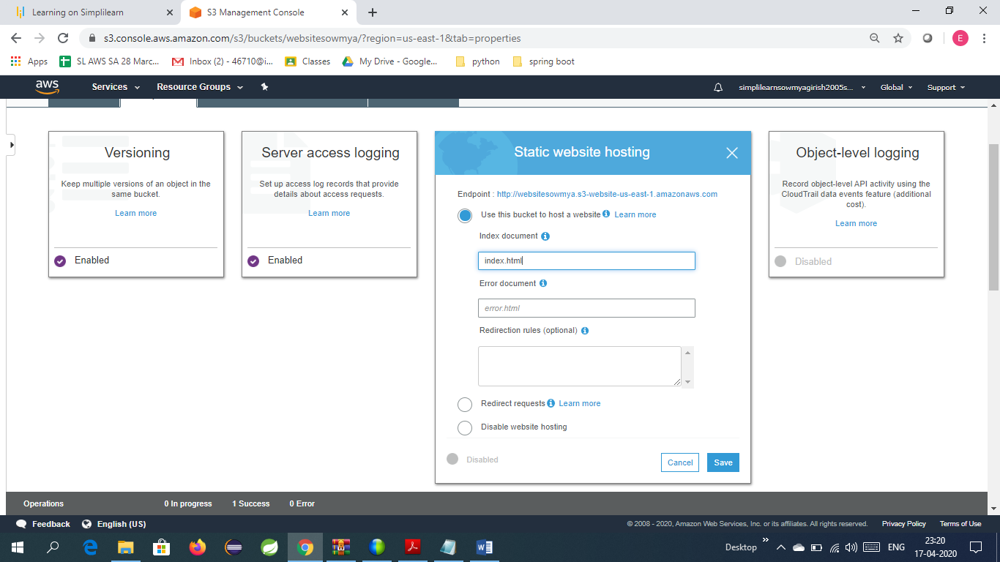 Learning on Simplilearn
S3 Management Console
s3.console.aws.amazon.com/s3/buckets/websitesowmya/?region=us-east-1&tab=properties
E
Apps
SL AWS SA 28 Marc...
Inbox (2) - 46710@i...
Classes
My Drive - Google...
python
spring boot
aws
Services
Resource Groups
simplilearnsowmyagirish2005s...
Global
Support
Versioning
Keep multiple versions of an object in the
same bucket.
Learn more
Enabled
Server access logging
Set up access log records that provide
details about access requests.
Learn more
Enabled
Static website hosting
Endpoint : http://websitesowmya.s3-website-us-east-1.amazonaws.com
Use this bucket to host a website Learn more
Index document
index.html
Error document
error.html
Redirection rules (optional)
Redirect requests Learn more
Disable website hosting
Disabled
Cancel
Save
Object-level logging
Record object-level API activity using the
CloudTrail data events feature (additional
cost).
Learn more
Disabled
Operations
0 In progress
1 Success
0 Error
Feedback
English (US)
© 2008 - 2020, Amazon Web Services, Inc. or its affiliates. All rights reserved.
Privacy Policy
Terms of Use
Desktop
ENG
23:20
17-04-2020